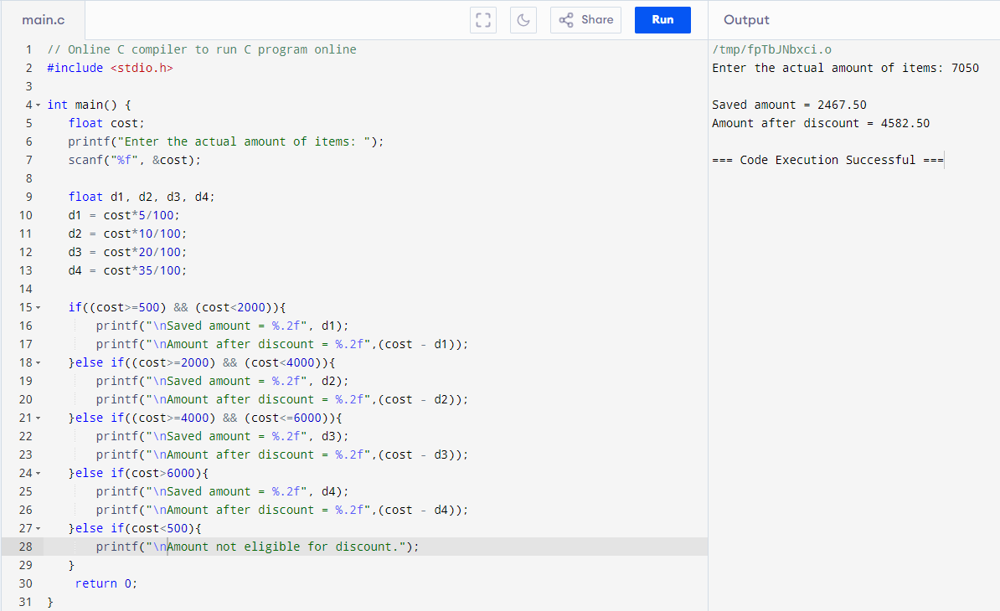 main.c
Share
Run
Output
1 // Online C compiler to run C program online
2 #include <stdio.h>
3
4 int main() {
5 float cost;
6 printf("Enter the actual amount of items: ");
7 scanf("%f", &cost);
8
9 float d1, d2, d3, d4;
10 d1 = cost*5/100;
11 d2 = cost*10/100;
12 d3 = cost*20/100;
13 d4 = cost*35/100;
14
15 if((cost>=500) && (cost<2000)){
16 printf("\nSaved amount = %.2f", d1);
17 printf("\nAmount after discount = %.2f",(cost - d1));
18 }else if((cost>=2000) && (cost<4000)){
19 printf("\nSaved amount = %.2f", d2);
20 printf("\nAmount after discount = %.2f",(cost - d2));
21 }else if((cost>=4000) && (cost<=6000)){
22 printf("\nSaved amount = %.2f", d3);
23 printf("\nAmount after discount = %.2f",(cost - d3));
24 }else if(cost>6000){
25 printf("\nSaved amount = %.2f", d4);
26 printf("\nAmount after discount = %.2f",(cost - d4));
27 }else if(cost<500){
28 printf("\nAmount not eligible for discount.");
29 }
30 return 0;
31 }
/tmp/fpTbJNbxci.o
Enter the actual amount of items: 7050
Saved amount = 2467.50
Amount after discount = 4582.50
=== Code Execution Successful ===